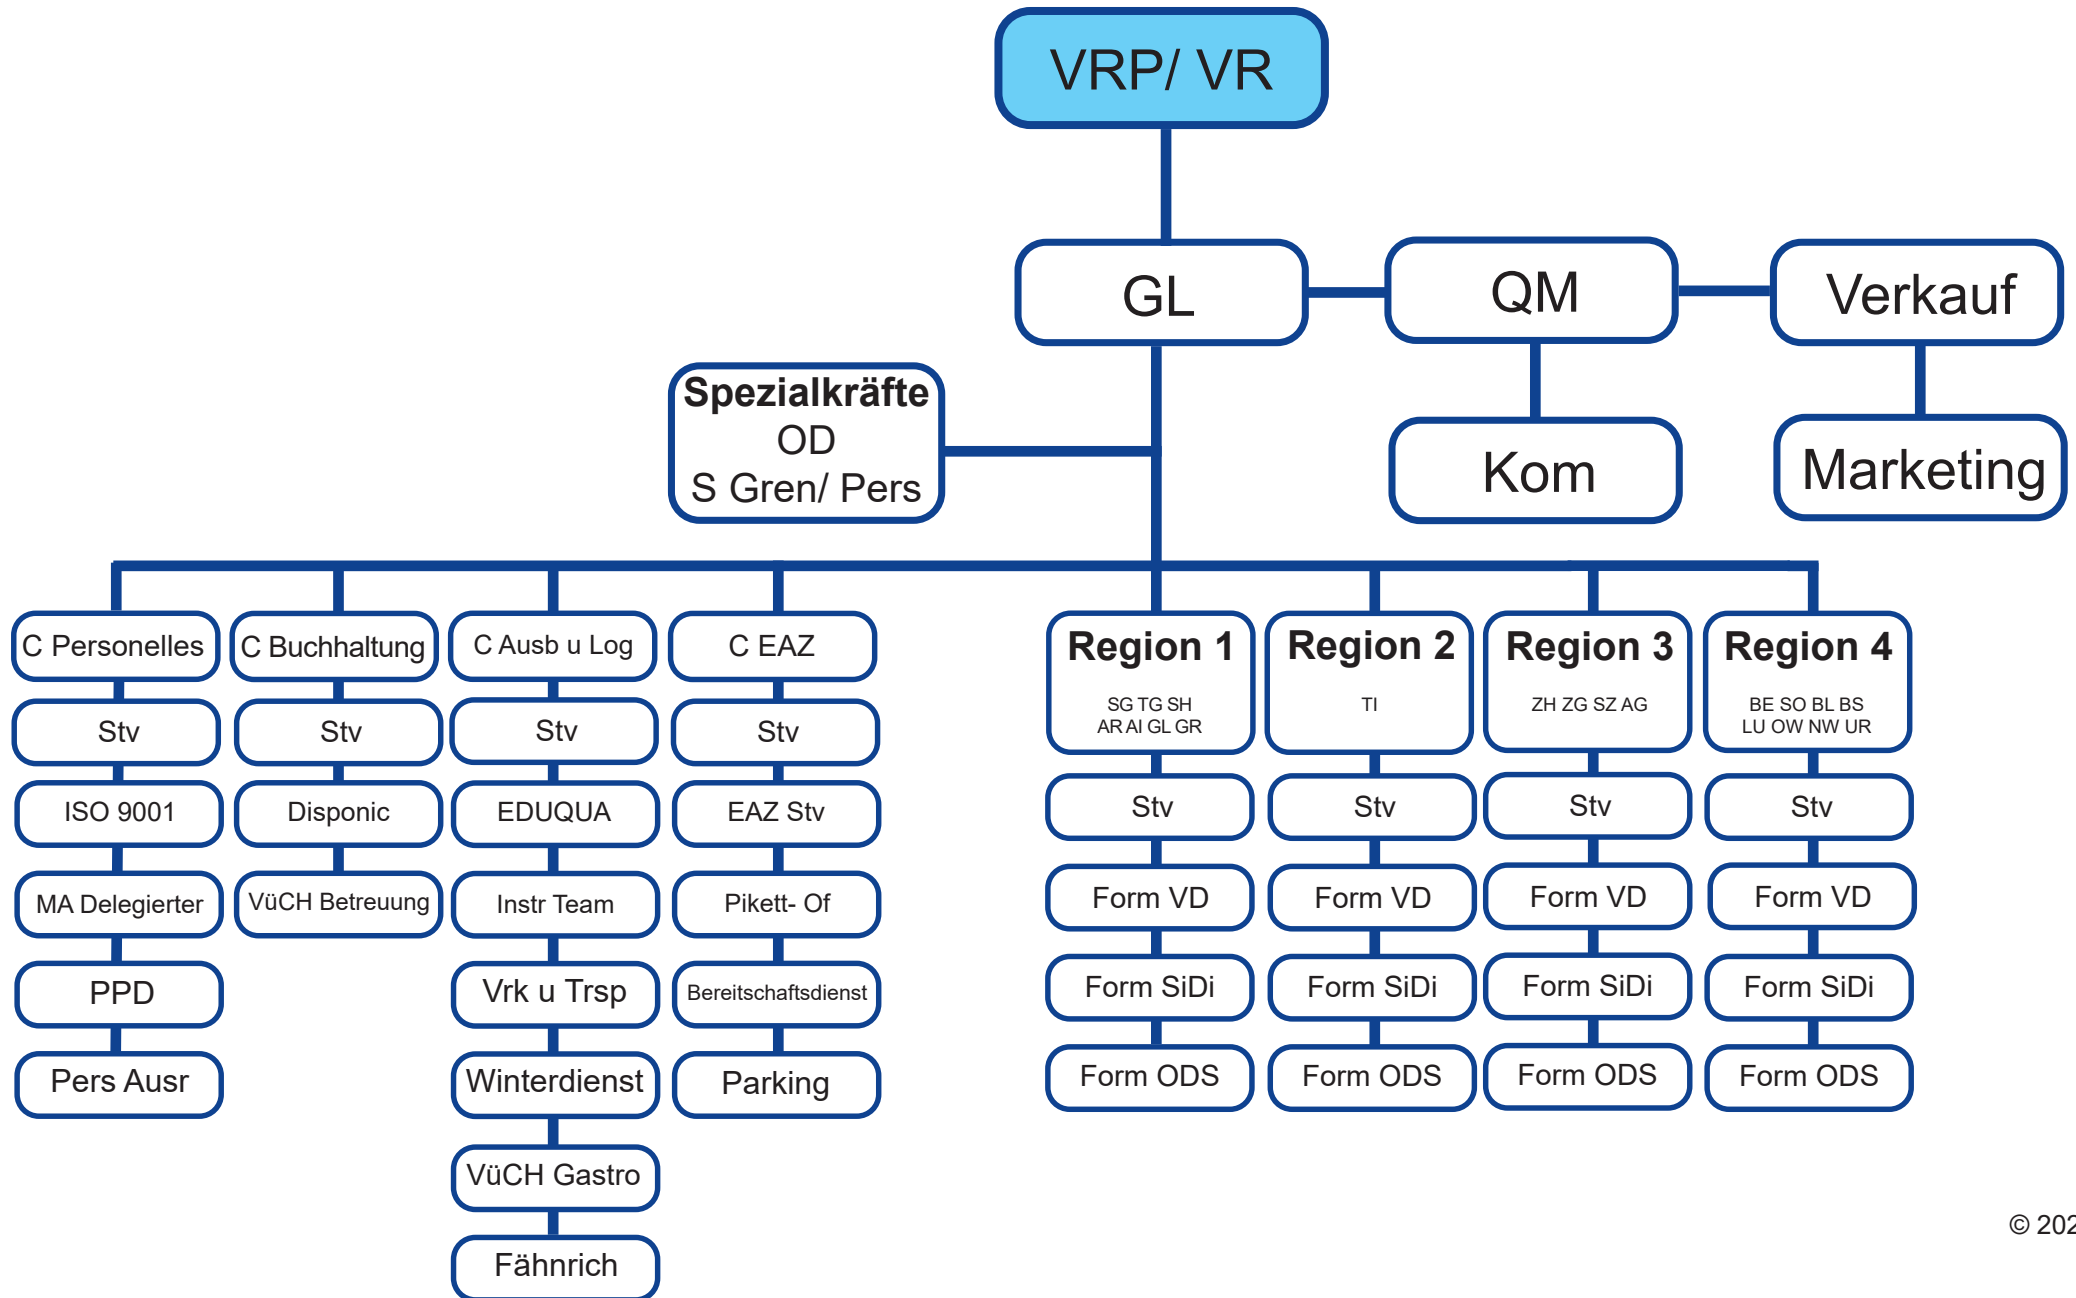 VRP/ VR
GL
QM
Verkauf
Spezialkräfte
OD
S Gren/ Pers
Kom
Marketing
C Personelles
Stv
ISO 9001
MA Delegierter
PPD
Pers Ausr
C Buchhaltung
Stv
Disponic
VüCH Betreuung
C Ausb u Log
Stv
EDUQUA
Instr Team
Vrk u Trsp
Winterdienst
VüCH Gastro
Fähnrich
C EAZ
Stv
EAZ Stv
Pikett- Of
Bereitschaftsdienst
Parking
Region 1
SG TG SH
AR AI GL GR
Stv
Form VD
Form SiDi
Form ODS
Region 2
TI
Stv
Form VD
Form SiDi
Form ODS
Region 3
ZH ZG SZ AG
Stv
Form VD
Form SiDi
Form ODS
Region 4
BE SO BL BS
LU OW NW UR
Stv
Form VD
Form SiDi
Form ODS
© 202